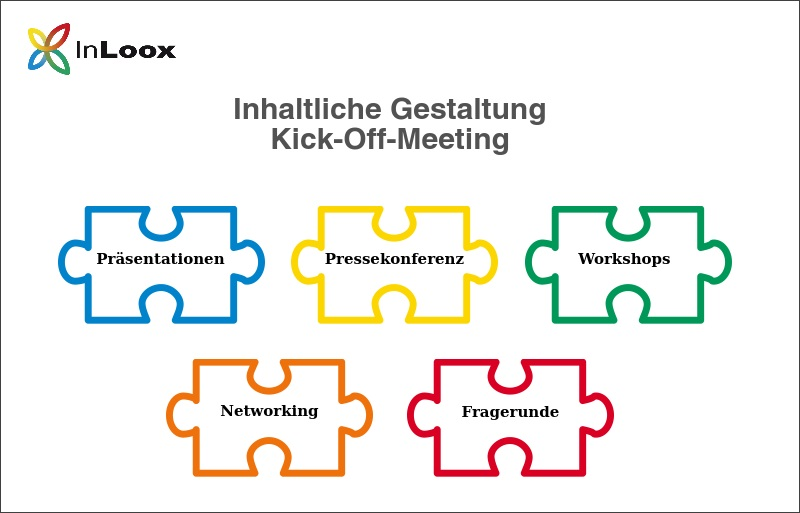 InLoox
Inhaltliche Gestaltung
Kick-Off-Meeting
Präsentationen
Pressekonferenz
Workshops
Networking
Fragerunde